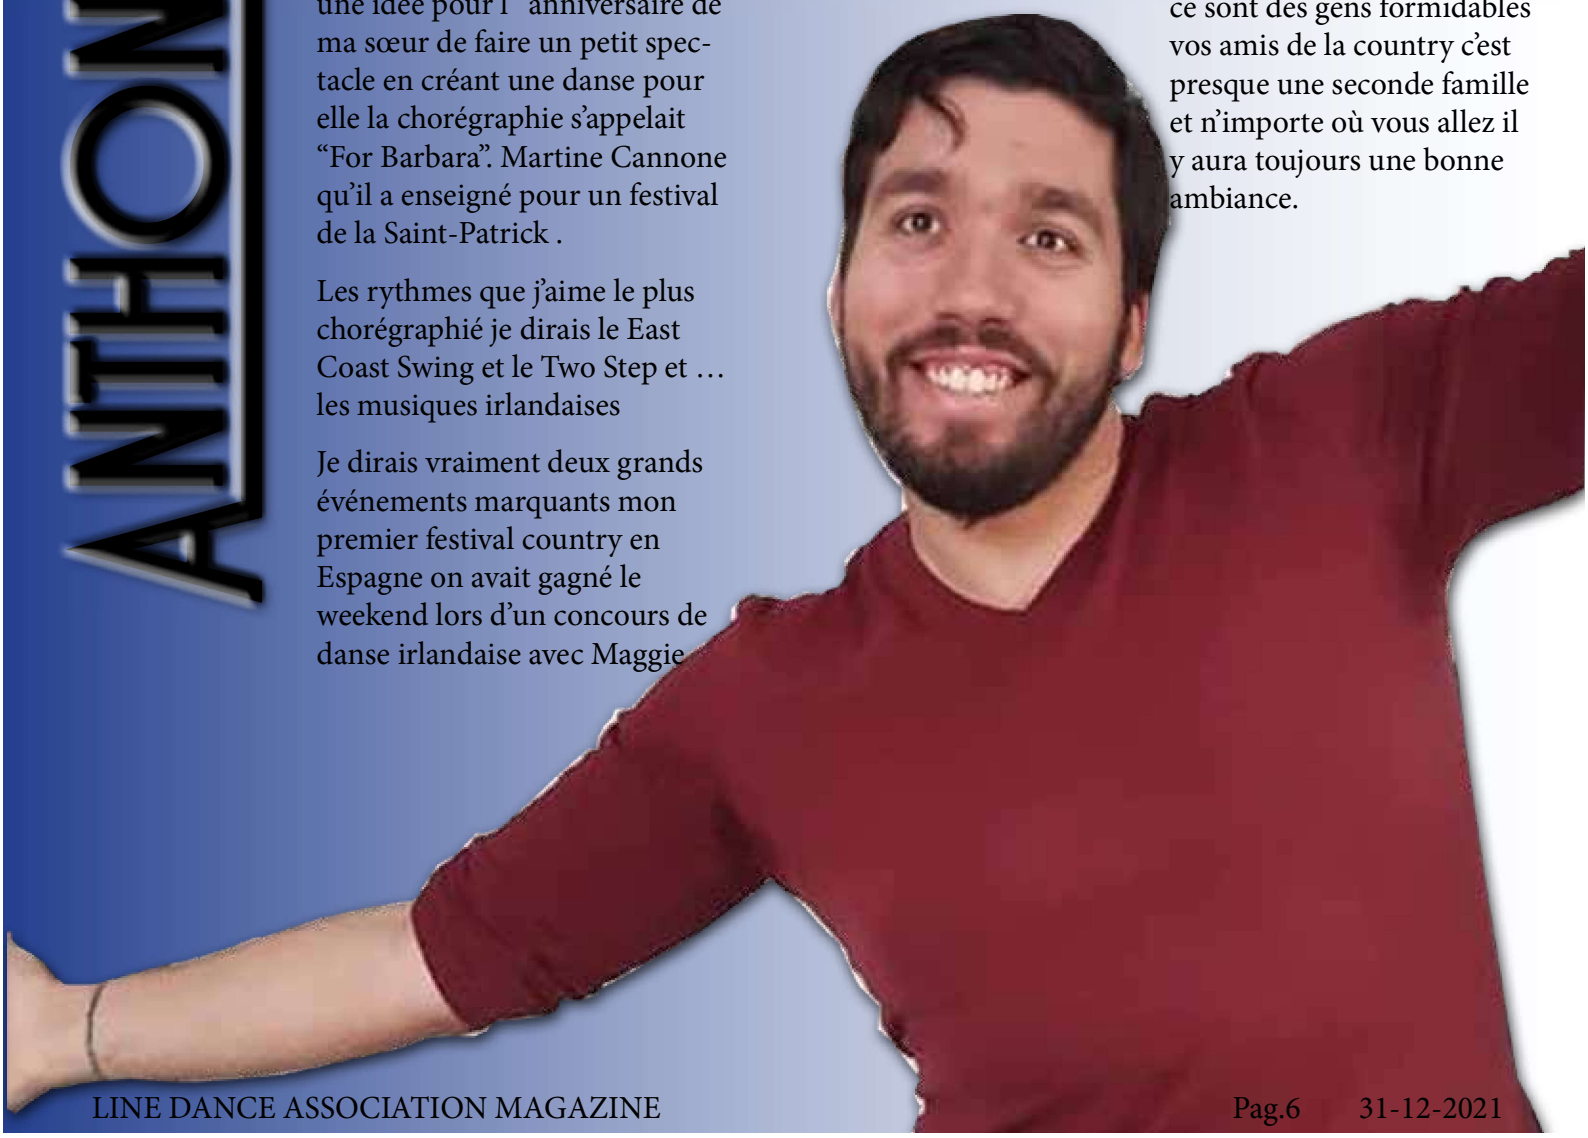 ANTHON
une idée pour l’ anniversaire de
ma sœur de faire un petit spec-
tacle en créant une danse pour
elle la chorégraphie s’appelait
“For Barbara”. Martine Cannone
qu’il a enseigné pour un festival
de la Saint-Patrick .
Les rythmes que j’aime le plus
chorégraphié je dirais le East
Coast Swing et le Two Step et …
les musiques irlandaises
Je dirais vraiment deux grands
événements marquants mon
premier festival country en
Espagne on avait gagné le
weekend lors d’un concours de
danse irlandaise avec Maggie
ce sont des gens formidables
vos amis de la country c’est
presque une seconde famille
et n’importe où vous allez il
y aura toujours une bonne
ambiance.
LINE DANCE ASSOCIATION MAGAZINE Pag.6 31-12-2021